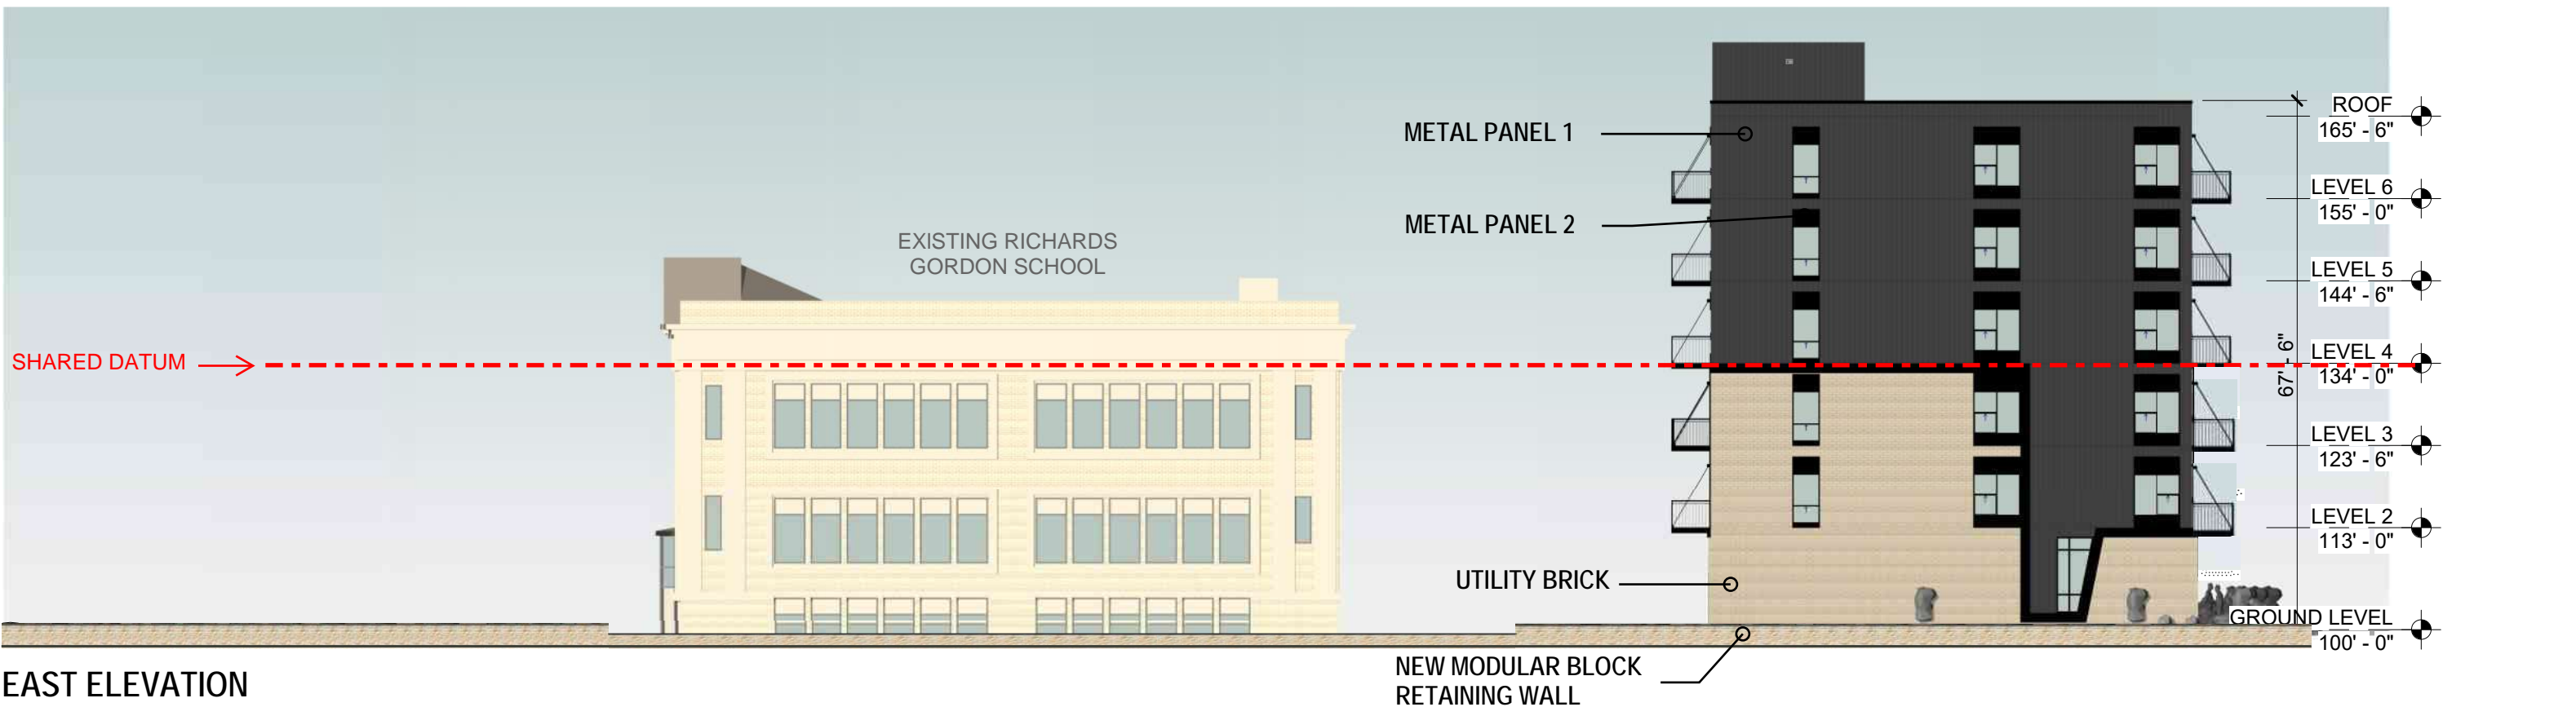 METAL PANEL 1
ROOF
165' - 6"
LEVEL 6
155' - 0"
METAL PANEL 2
EXISTING RICHARDS
GORDON SCHOOL
LEVEL 5
144' - 6"
SHARED DATUM
LEVEL 4
134' - 0"
67' - 6"
LEVEL 3
123' - 6"
LEVEL 2
113' - 0"
UTILITY BRICK
GROUND LEVEL
100' - 0"
NEW MODULAR BLOCK
RETAINING WALL
EAST ELEVATION